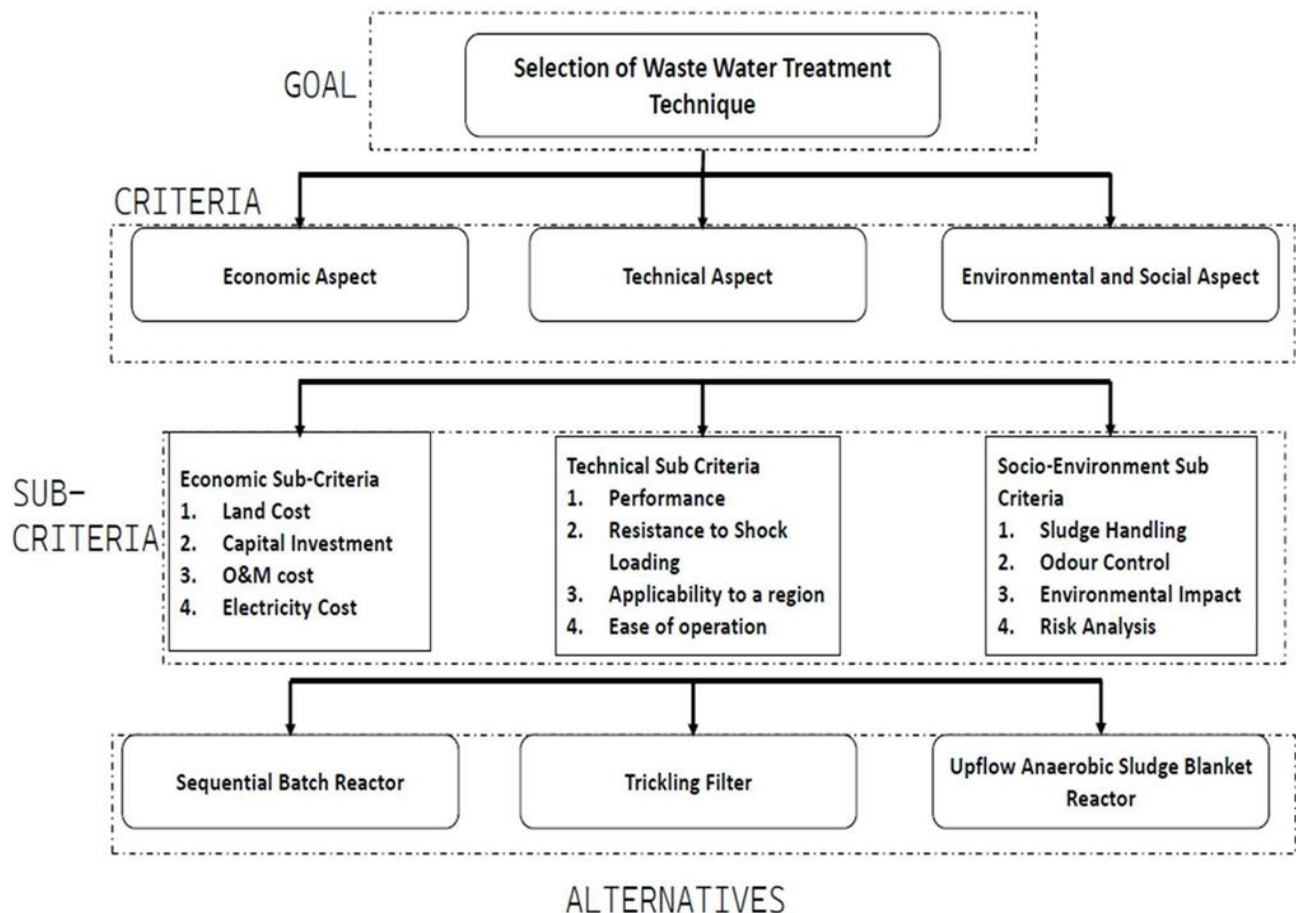 GOAL
Selection of Waste Water Treatment
Technique
CRITERIA
Economic Aspect
Technical Aspect
Environmental and Social Aspect
SUB-
CRITERIA
Economic Sub-Criteria
1. Land Cost
2. Capital Investment
3. O&M cost
4. Electricity Cost
Technical Sub Criteria
1. Performance
2. Resistance to Shock
Loading
3. Applicability to a region
4. Ease of operation
Socio-Environment Sub
Criteria
1. Sludge Handling
2. Odour Control
3. Environmental Impact
4. Risk Analysis
Sequential Batch Reactor
Trickling Filter
Upflow Anaerobic Sludge Blanket
Reactor
ALTERNATIVES